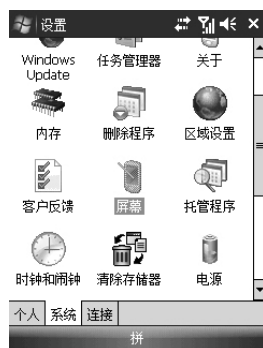 设置
Windows Update
任务管理器
关于
内存
删除程序
区域设置
客户反馈
屏幕
托管程序
时钟和闹钟
清除存储器
电源
个人
系统
连接
拼